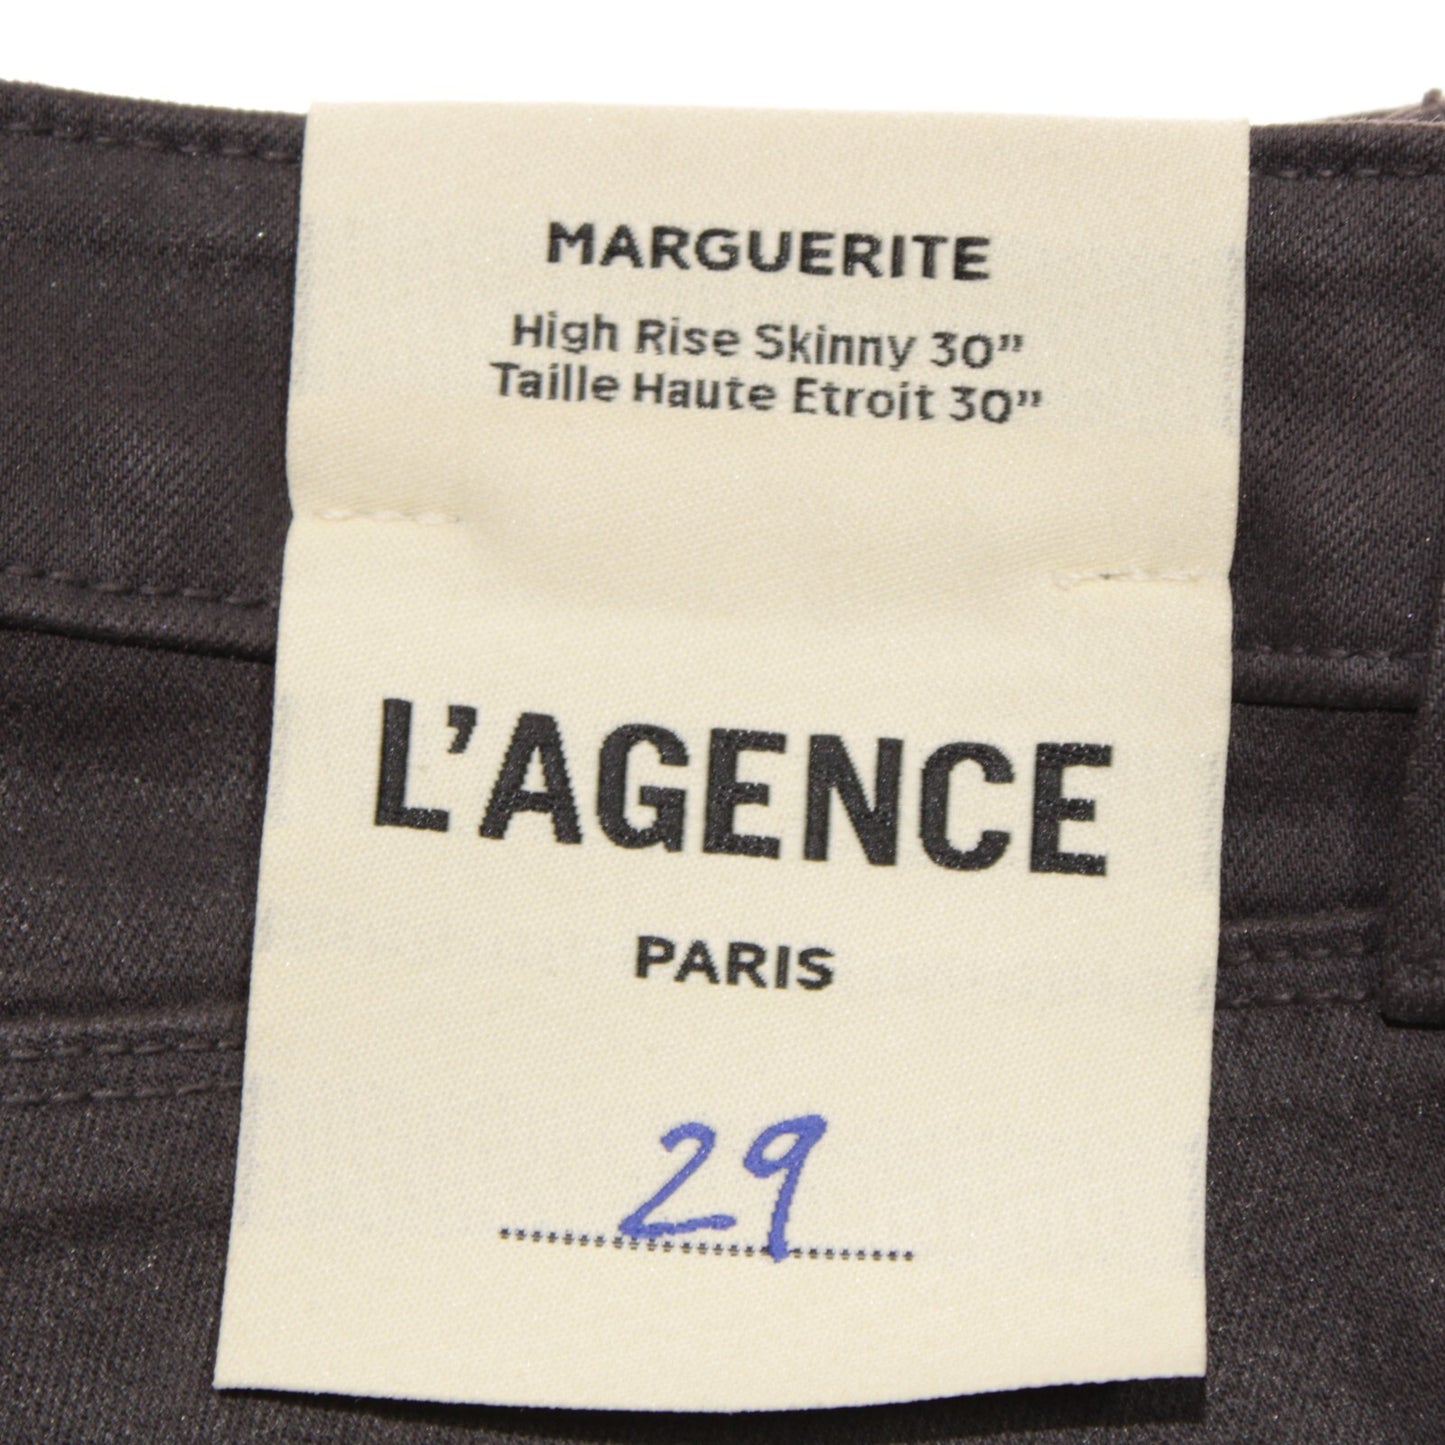 MARGUERITE
High Rise Skinny 30”
Taille Haute Etroit 30”
L’AGENCE
PARIS
29